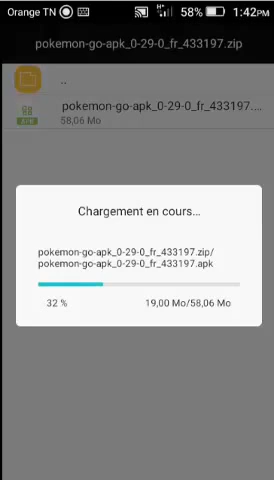 Orange TN 58% 1:42PM
pokemon-go-apk_0-29-0_fr_433197.zip
..
pokemon-go-apk_0-29-0_fr_433197....
58,06 Mo
Chargement en cours...
pokemon-go-apk_0-29-0_fr_433197.zip/
pokemon-go-apk_0-29-0_fr_433197.apk
32 % 19,00 Mo/58,06 Mo